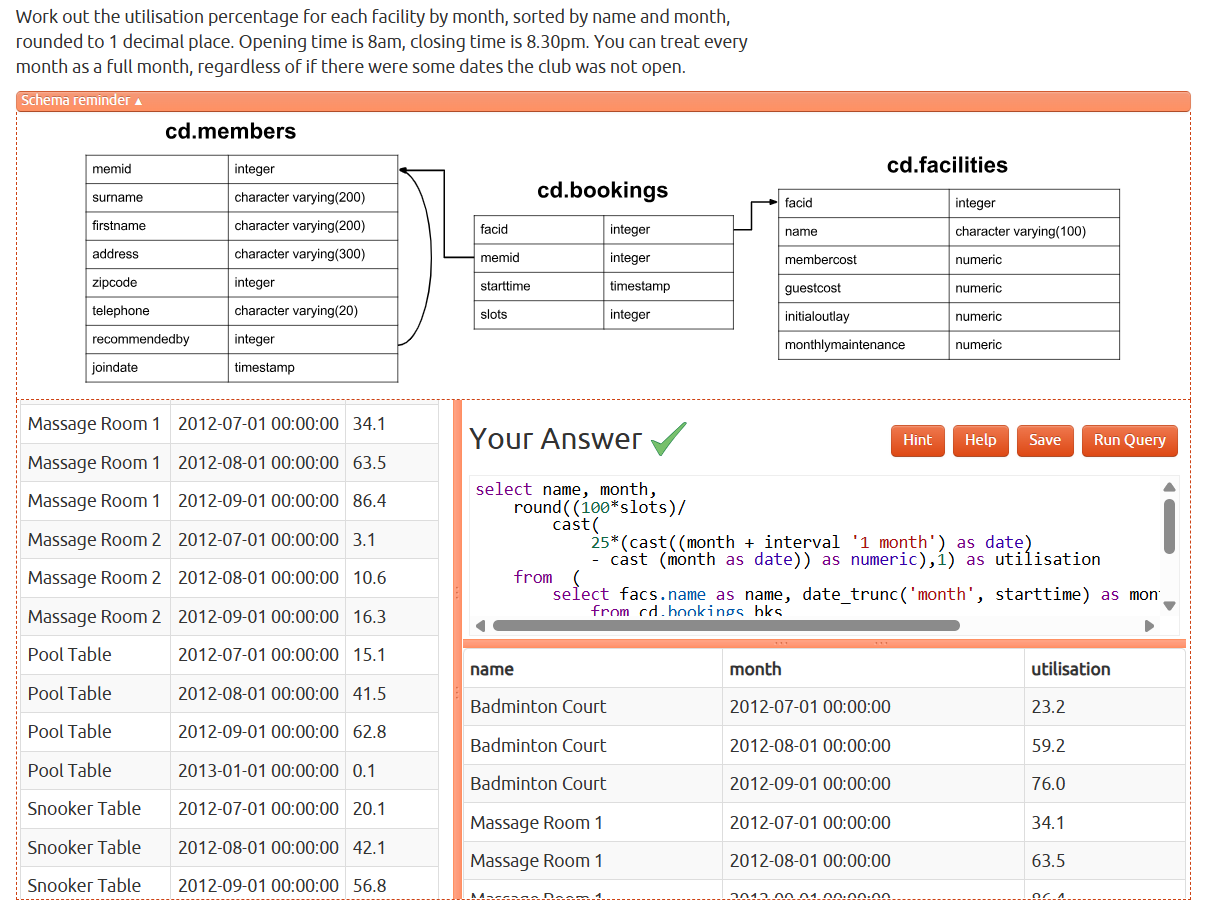 Work out the utilisation percentage for each facility by month, sorted by name and month,
rounded to 1 decimal place. Opening time is 8am, closing time is 8.30pm. You can treat every
month as a full month, regardless of if there were some dates the club was not open.
Schema reminder ▲
cd.members
memid integer
surname character varying(200)
firstname character varying(200)
address character varying(300)
zipcode integer
telephone character varying(20)
recommendedby integer
joindate timestamp
cd.bookings
facid integer
memid integer
starttime timestamp
slots integer
cd.facilities
facid integer
name character varying(100)
membercost numeric
guestcost numeric
initialoutlay numeric
monthlymaintenance numeric
Massage Room 1 2012-07-01 00:00:00 34.1
Massage Room 1 2012-08-01 00:00:00 63.5
Massage Room 1 2012-09-01 00:00:00 86.4
Massage Room 2 2012-07-01 00:00:00 3.1
Massage Room 2 2012-08-01 00:00:00 10.6
Massage Room 2 2012-09-01 00:00:00 16.3
Pool Table 2012-07-01 00:00:00 15.1
Pool Table 2012-08-01 00:00:00 41.5
Pool Table 2012-09-01 00:00:00 62.8
Pool Table 2013-01-01 00:00:00 0.1
Snooker Table 2012-07-01 00:00:00 20.1
Snooker Table 2012-08-01 00:00:00 42.1
Snooker Table 2012-09-01 00:00:00 56.8
Your Answer
Hint Help Save Run Query
select name, month,
round((100*slots)/
cast(
25*(cast((month + interval '1 month') as date)
- cast (month as date)) as numeric),1) as utilisation
from (
select facs.name as name, date_trunc('month', starttime) as mon
from cd.bookings bks
name month utilisation
Badminton Court 2012-07-01 00:00:00 23.2
Badminton Court 2012-08-01 00:00:00 59.2
Badminton Court 2012-09-01 00:00:00 76.0
Massage Room 1 2012-07-01 00:00:00 34.1
Massage Room 1 2012-08-01 00:00:00 63.5
Massage Room 1 2012-09-01 00:00:00 86.4